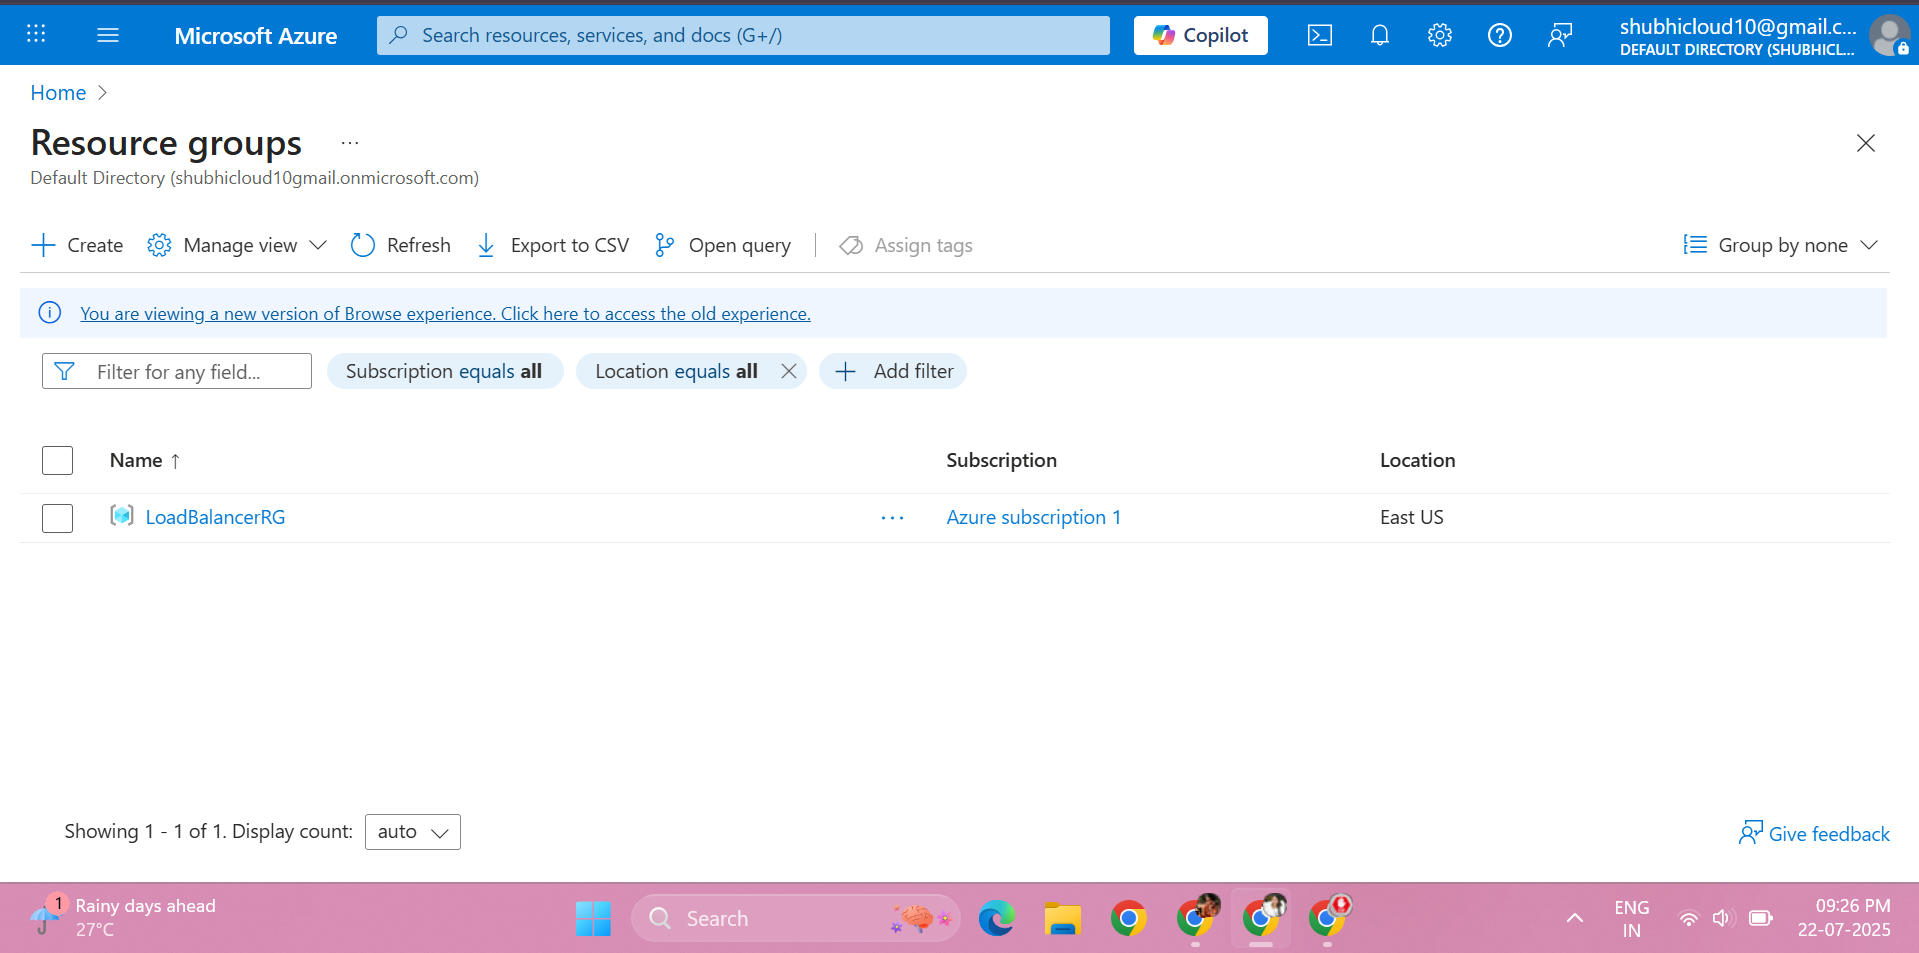 Microsoft Azure
Search resources, services, and docs (G+/)
Copilot
shubhicloud10@gmail.c...
DEFAULT DIRECTORY (SHUBHICL...
Home
Resource groups ...
Default Directory (shubhicloud10gmail.onmicrosoft.com)
Create Manage view Refresh Export to CSV Open query Assign tags Group by none
You are viewing a new version of Browse experience. Click here to access the old experience.
Filter for any field... Subscription equals all Location equals all Add filter
Name ↑ Subscription Location
LoadBalancerRG ... Azure subscription 1 East US
Showing 1 - 1 of 1. Display count: auto
Give feedback
1
Rainy days ahead
27°C
Search
ENG
IN
09:26 PM
22-07-2025